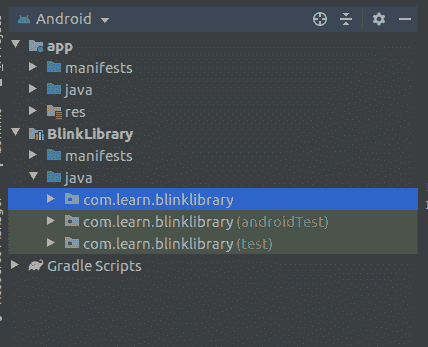 Android
app
manifests
java
res
BlinkLibrary
manifests
java
com.learn.blinklibrary
com.learn.blinklibrary (androidTest)
com.learn.blinklibrary (test)
Gradle Scripts